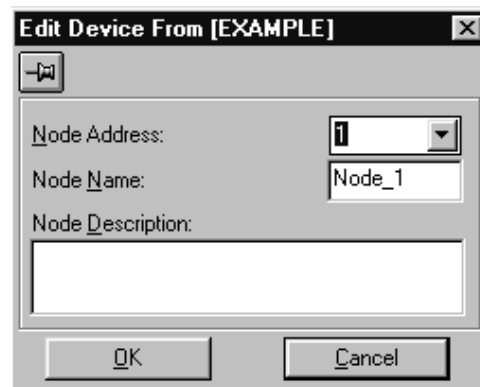 Edit Device From [EXAMPLE]
Node Address: 1
Node Name: Node_1
Node Description:
OK Cancel